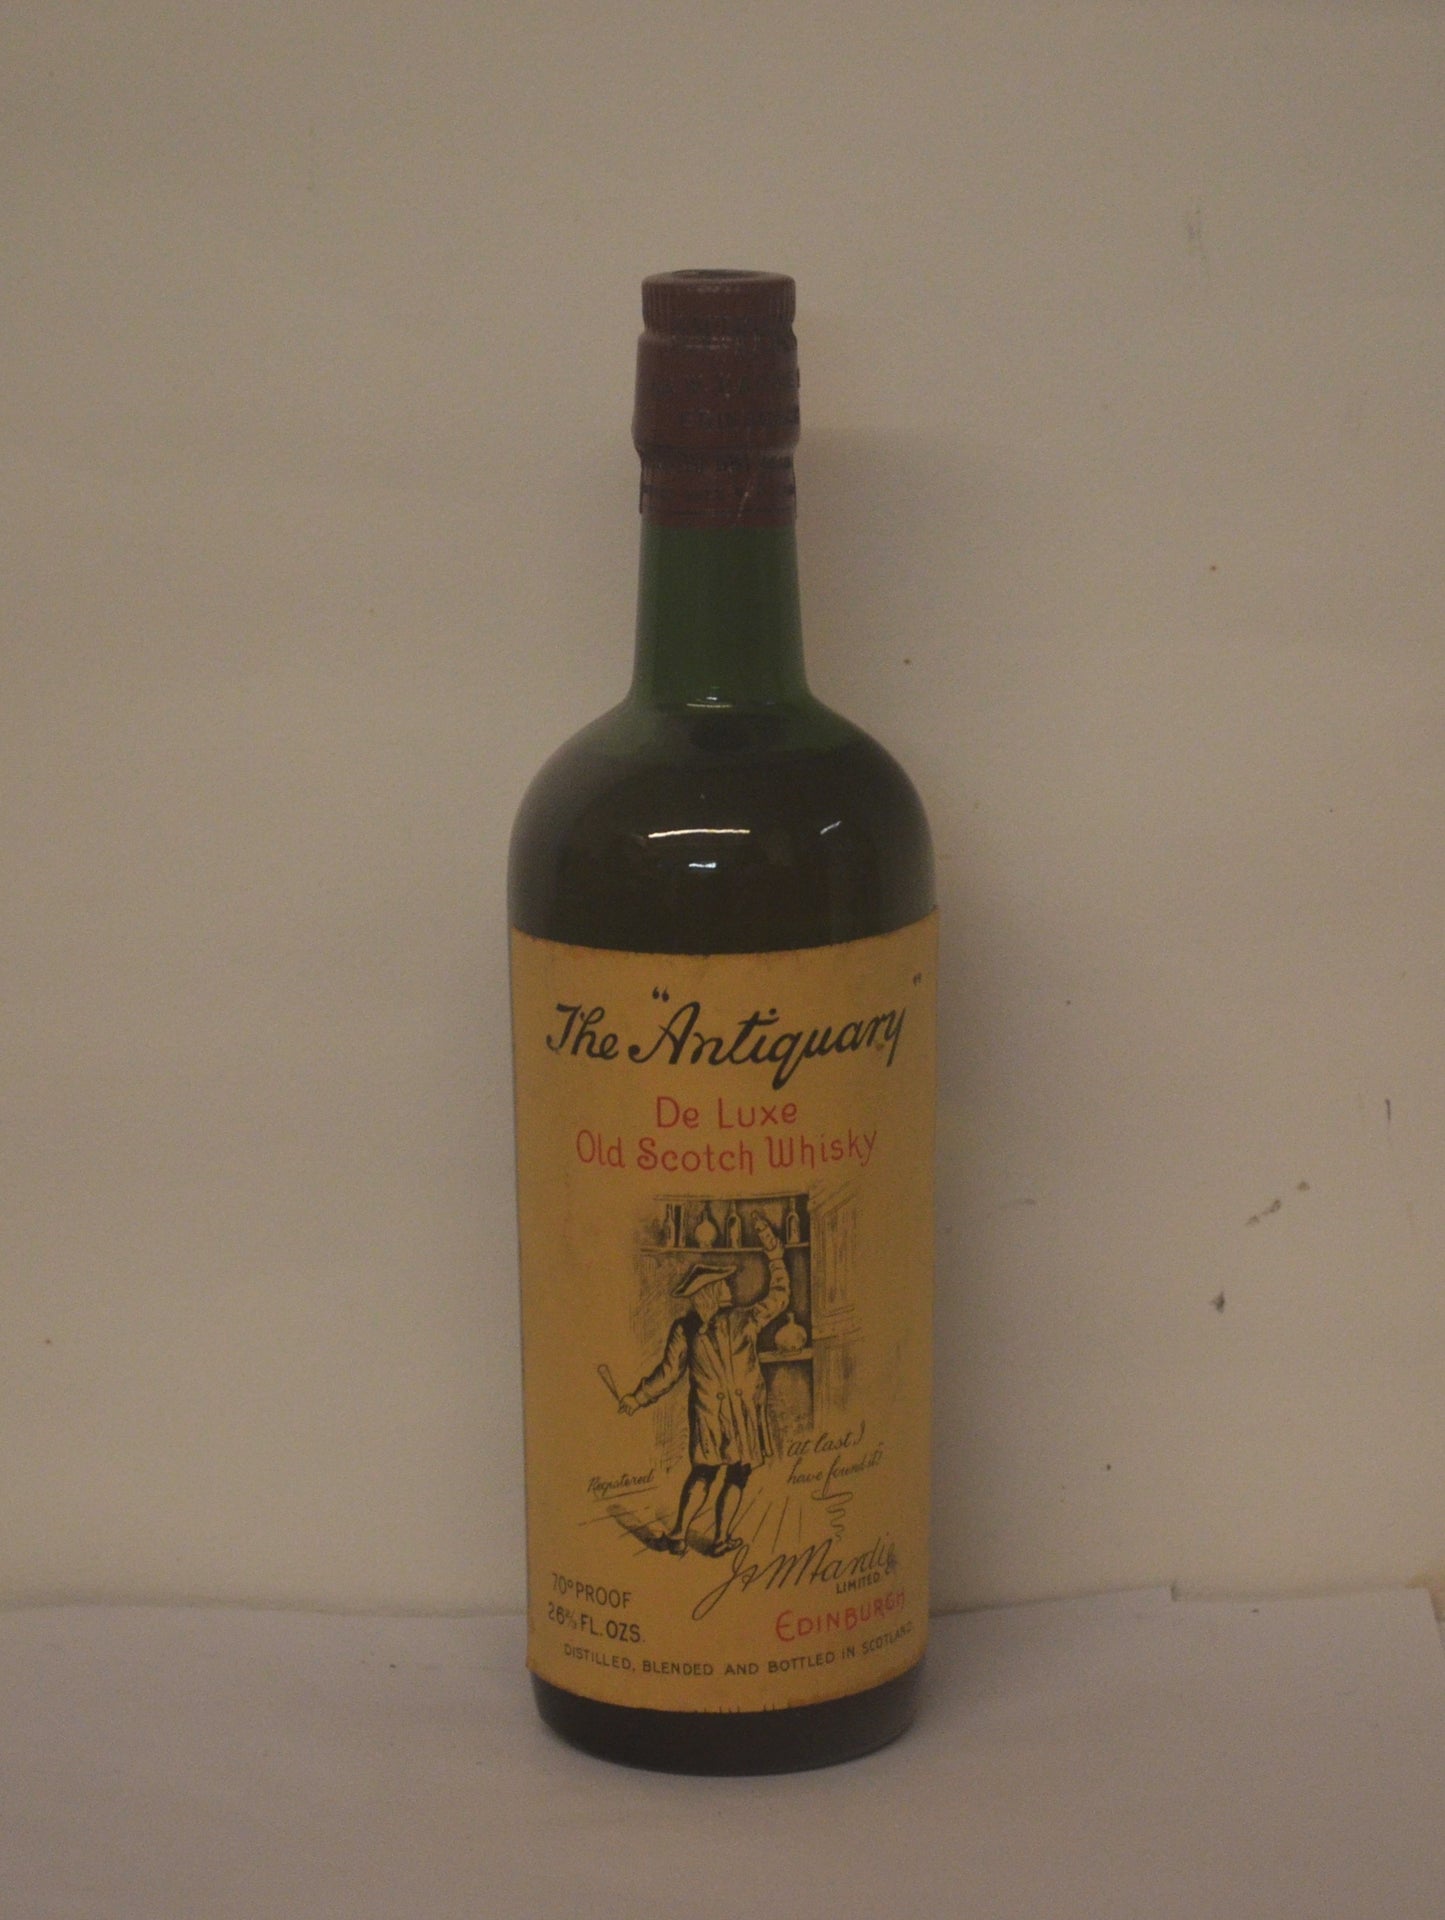 EDINBURGH
The "Antiquary"
De Luxe
Old Scotch Whisky
"At last I
have found it"
Registered
J & W Hardie
LIMITED
70° PROOF
26⅔ FL. OZS.
EDINBURGH
DISTILLED, BLENDED AND BOTTLED IN SCOTLAND